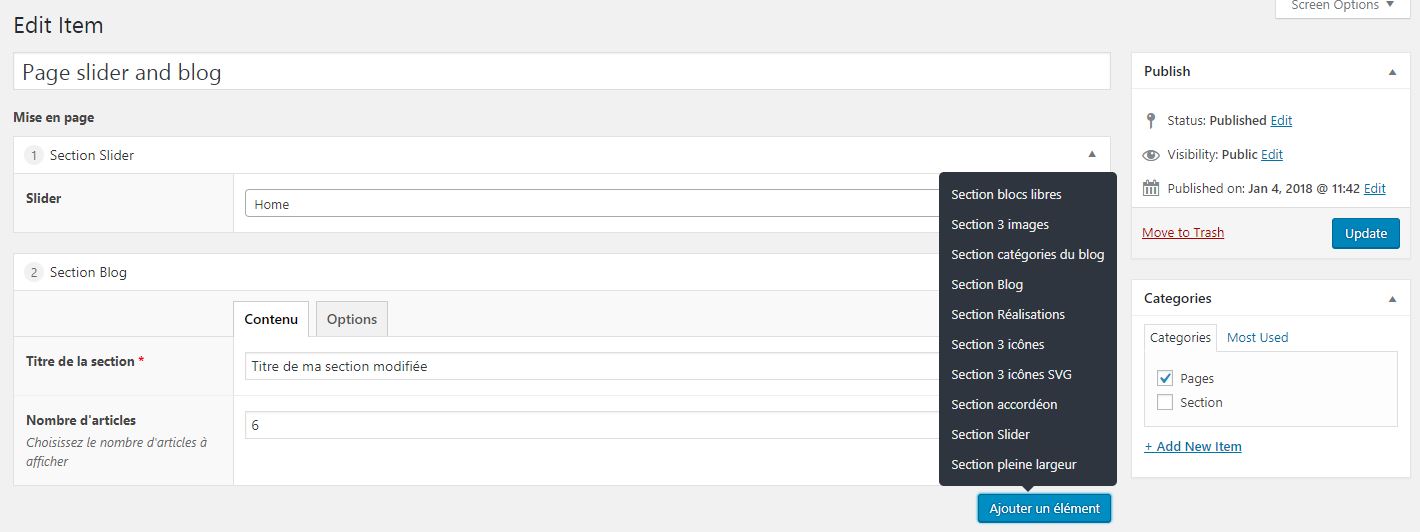 Screen Options
Edit Item
Page slider and blog
Mise en page
1 Section Slider
Slider
Home
2 Section Blog
Contenu Options
Titre de la section *
Titre de ma section modifiée
Nombre d'articles
Choisissez le nombre d'articles à
afficher
6
Section blocs libres
Section 3 images
Section catégories du blog
Section Blog
Section Réalisations
Section 3 icônes
Section 3 icônes SVG
Section accordéon
Section Slider
Section pleine largeur
Ajouter un élément
Publish
Status: Published Edit
Visibility: Public Edit
Published on: Jan 4, 2018 @ 11:42 Edit
Move to Trash
Update
Categories
Categories Most Used
Pages
Section
+ Add New Item